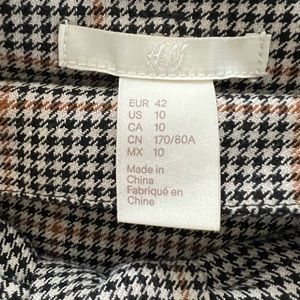 H&M
EUR 42
US 10
CA 10
CN 170/80A
MX 10
Made in
China
Fabriqué en
Chine